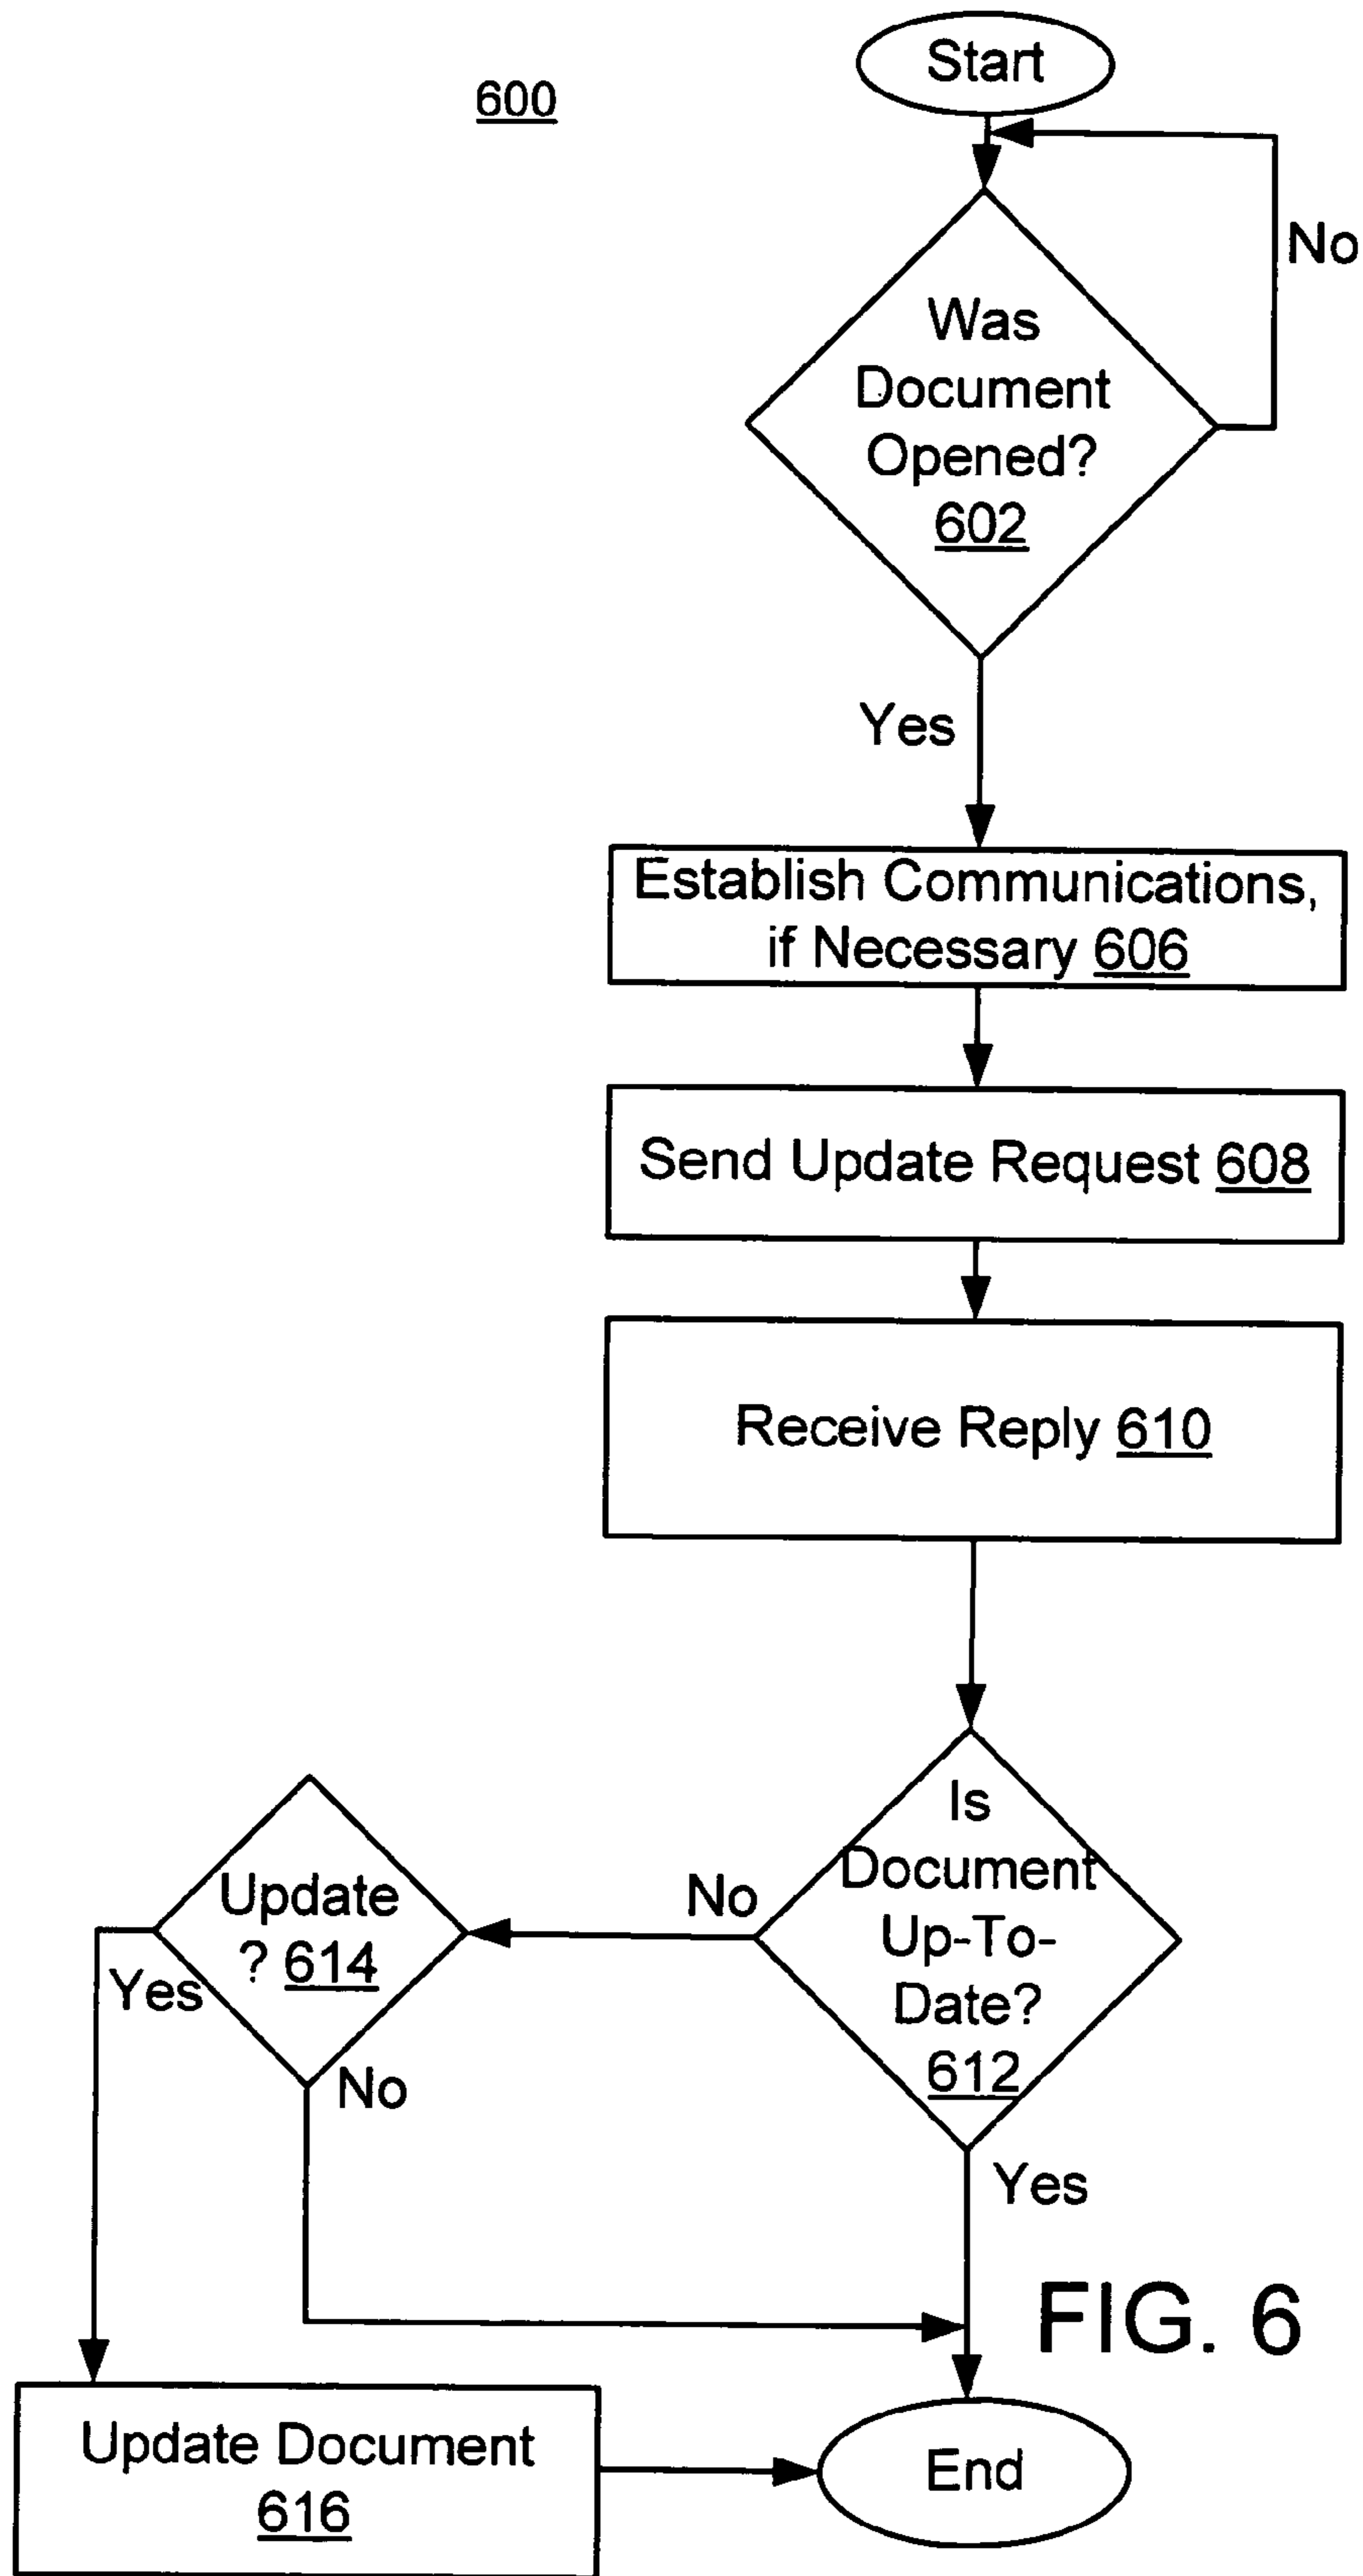 Start
600
No
Was
Document
Opened?
602
Yes
Establish Communications,
if Necessary 606
Send Update Request 608
Receive Reply 610
Is
Document
Up-To-
Date?
612
No
Update
? 614
Yes
No
Yes
FIG. 6
Update Document
616
End